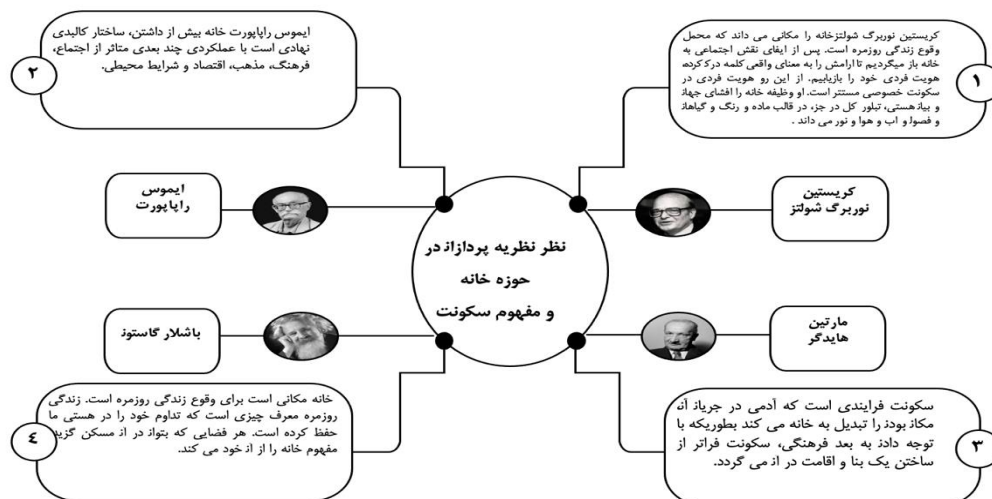 کریستین نوربرگ شولتزخانه را مکانی می داند که محمل
وقوع زندگی روزمره است. پس از ایفای نقش اجتماعی به
خانه باز میگردیم تا ارامش را به معنای واقعی کلمه درک کرده،
هویت فردی خود را بازیابیم. از این رو هویت فردی در
سکونت خصوصی مستتر است. او وظیفه خانه را افشای جهان
و بیان هستی، تبلور کل در جزء، در قالب ماده و رنگ و گیاهان
و فصول و اب و هوا و نور می داند .
۱
ایموس راپاپورت خانه بیش از داشتن، ساختار کالبدی
نهادی است با عملکردی چند بعدی متاثر از اجتماع،
فرهنگ، مذهب، اقتصاد و شرایط محیطی.
۲
کریستین
نوربرگ شولتز
ایموس
راپاپورت
نظر نظریه پردازان در
حوزه خانه
و مفهوم سکونت
مارتین
هایدگر
باشلار گاستون
سکونت فرایندی است که آدمی در جریان آن
مکان بودن را تبدیل به خانه می کند بطوریکه با
توجه دادن به بعد فرهنگی، سکونت فراتر از
ساختن یک بنا و اقامت در ان می گردد.
۳
خانه مکانی است برای وقوع زندگی روزمره است. زندگی
روزمره معرف چیزی است که تداوم خود را در هستی ما
حفظ کرده است. هر فضایی که بتواند در ان مسکن گزید
مفهوم خانه را از ان خود می کند.
٤